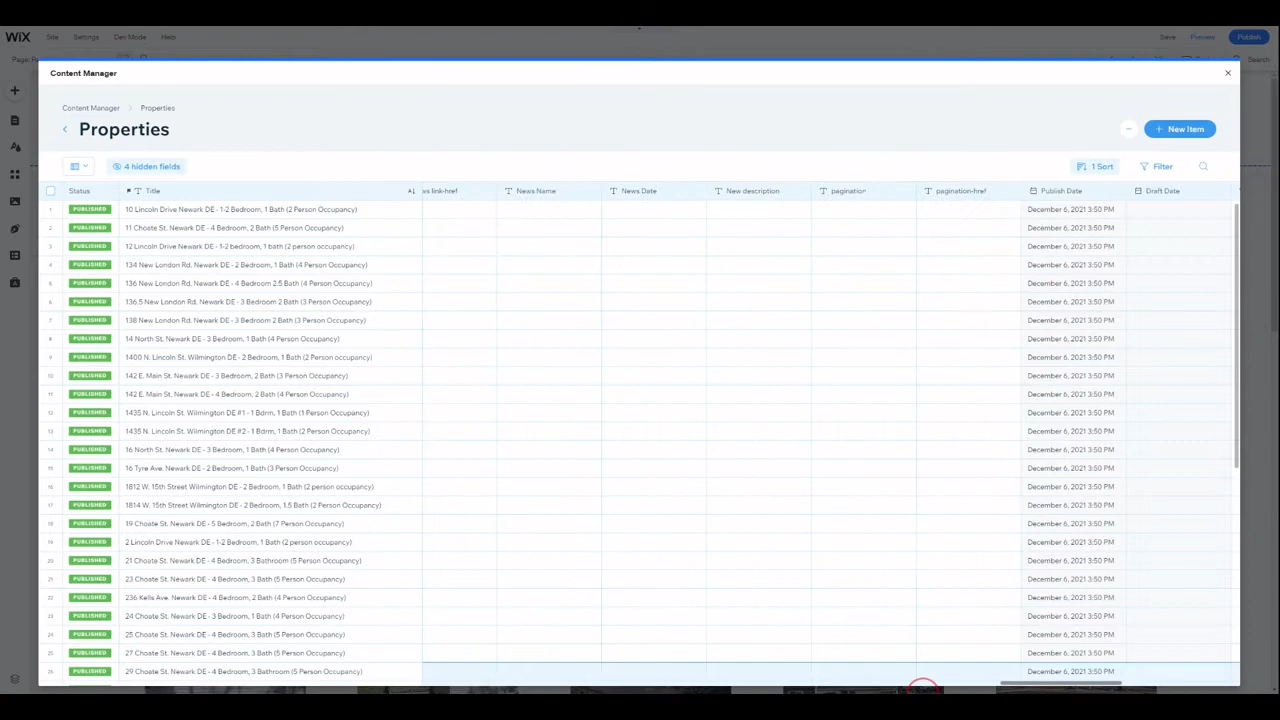 WiX Site Settings Dev Mode Help Save Preview Publish
Search
Content Manager
Content Manager Properties
Properties
New Item
4 hidden fields 1 Sort Filter
Status Title ws link-href News Name News Date New description pagination pagination-href Publish Date Draft Date
1 PUBLISHED 10 Lincoln Drive Newark DE - 1-2 Bedroom, 1 Bath (2 Person Occupancy) December 6, 2021 3:50 PM
2 PUBLISHED 11 Choate St. Newark DE - 4 Bedroom, 2 Bath (5 Person Occupancy) December 6, 2021 3:50 PM
3 PUBLISHED 12 Lincoln Drive Newark DE - 1-2 bedroom, 1 bath (2 person occupancy) December 6, 2021 3:50 PM
4 PUBLISHED 134 New London Rd, Newark DE - 2 Bedroom, 1 Bath (4 Person Occupancy) December 6, 2021 3:50 PM
5 PUBLISHED 136 New London Rd, Newark DE - 4 Bedroom 2.5 Bath (4 Person Occupancy) December 6, 2021 3:50 PM
6 PUBLISHED 136.5 New London Rd. Newark DE - 3 Bedroom 2 Bath (3 Person Occupancy) December 6, 2021 3:50 PM
7 PUBLISHED 138 New London Rd, Newark DE - 3 Bedroom 2 Bath (3 Person Occupancy) December 6, 2021 3:50 PM
8 PUBLISHED 14 North St. Newark DE - 3 Bedroom, 1 Bath (4 Person Occupancy) December 6, 2021 3:50 PM
9 PUBLISHED 1400 N. Lincoln St. Wilmington DE - 2 Bedroom, 1 Bath (2 Person occupancy) December 6, 2021 3:50 PM
10 PUBLISHED 142 E. Main St. Newark DE - 3 Bedroom, 2 Bath (3 Person Occupancy) December 6, 2021 3:50 PM
11 PUBLISHED 142 E. Main St. Newark DE - 4 Bedroom, 2 Bath (4 Person Occupancy) December 6, 2021 3:50 PM
12 PUBLISHED 1435 N. Lincoln St. Wilmington DE #1 - 1 Bdrm, 1 Bath (1 Person Occupancy) December 6, 2021 3:50 PM
13 PUBLISHED 1435 N. Lincoln St. Wilmington DE #2 - 1 Bdrm, 1 Bath (2 Person Occupancy) December 6, 2021 3:50 PM
14 PUBLISHED 16 North St. Newark DE - 3 Bedroom, 1 Bath (4 Person Occupancy) December 6, 2021 3:50 PM
15 PUBLISHED 16 Tyre Ave. Newark DE - 2 Bedroom, 1 Bath (3 Person Occupancy) December 6, 2021 3:50 PM
16 PUBLISHED 1812 W. 15th Street Wilmington DE - 2 Bedroom, 1 Bath (2 person occupancy) December 6, 2021 3:50 PM
17 PUBLISHED 1814 W. 15th Street Wilmington DE - 2 Bedroom, 1.5 Bath (2 Person Occupancy) December 6, 2021 3:50 PM
18 PUBLISHED 19 Choate St. Newark DE - 5 Bedroom, 2 Bath (7 Person Occupancy) December 6, 2021 3:50 PM
19 PUBLISHED 2 Lincoln Drive Newark DE - 1-2 Bedroom, 1 Bath (2 person occupancy) December 6, 2021 3:50 PM
20 PUBLISHED 21 Choate St. Newark DE - 4 Bedroom, 3 Bathroom (5 Person Occupancy) December 6, 2021 3:50 PM
21 PUBLISHED 23 Choate St. Newark DE - 4 Bedroom, 3 Bath (5 Person Occupancy) December 6, 2021 3:50 PM
22 PUBLISHED 236 Kells Ave. Newark DE - 4 Bedroom, 2 Bath (4 Person Occupancy) December 6, 2021 3:50 PM
23 PUBLISHED 24 Choate St. Newark DE - 3 Bedroom, 1 Bath (4 Person Occupancy) December 6, 2021 3:50 PM
24 PUBLISHED 25 Choate St. Newark DE - 4 Bedroom, 3 Bath (5 Person Occupancy) December 6, 2021 3:50 PM
25 PUBLISHED 27 Choate St. Newark DE - 4 Bedroom, 3 Bath (5 Person Occupancy) December 6, 2021 3:50 PM
26 PUBLISHED 29 Choate St. Newark DE - 4 Bedroom, 3 Bathroom (5 Person Occupancy) December 6, 2021 3:50 PM